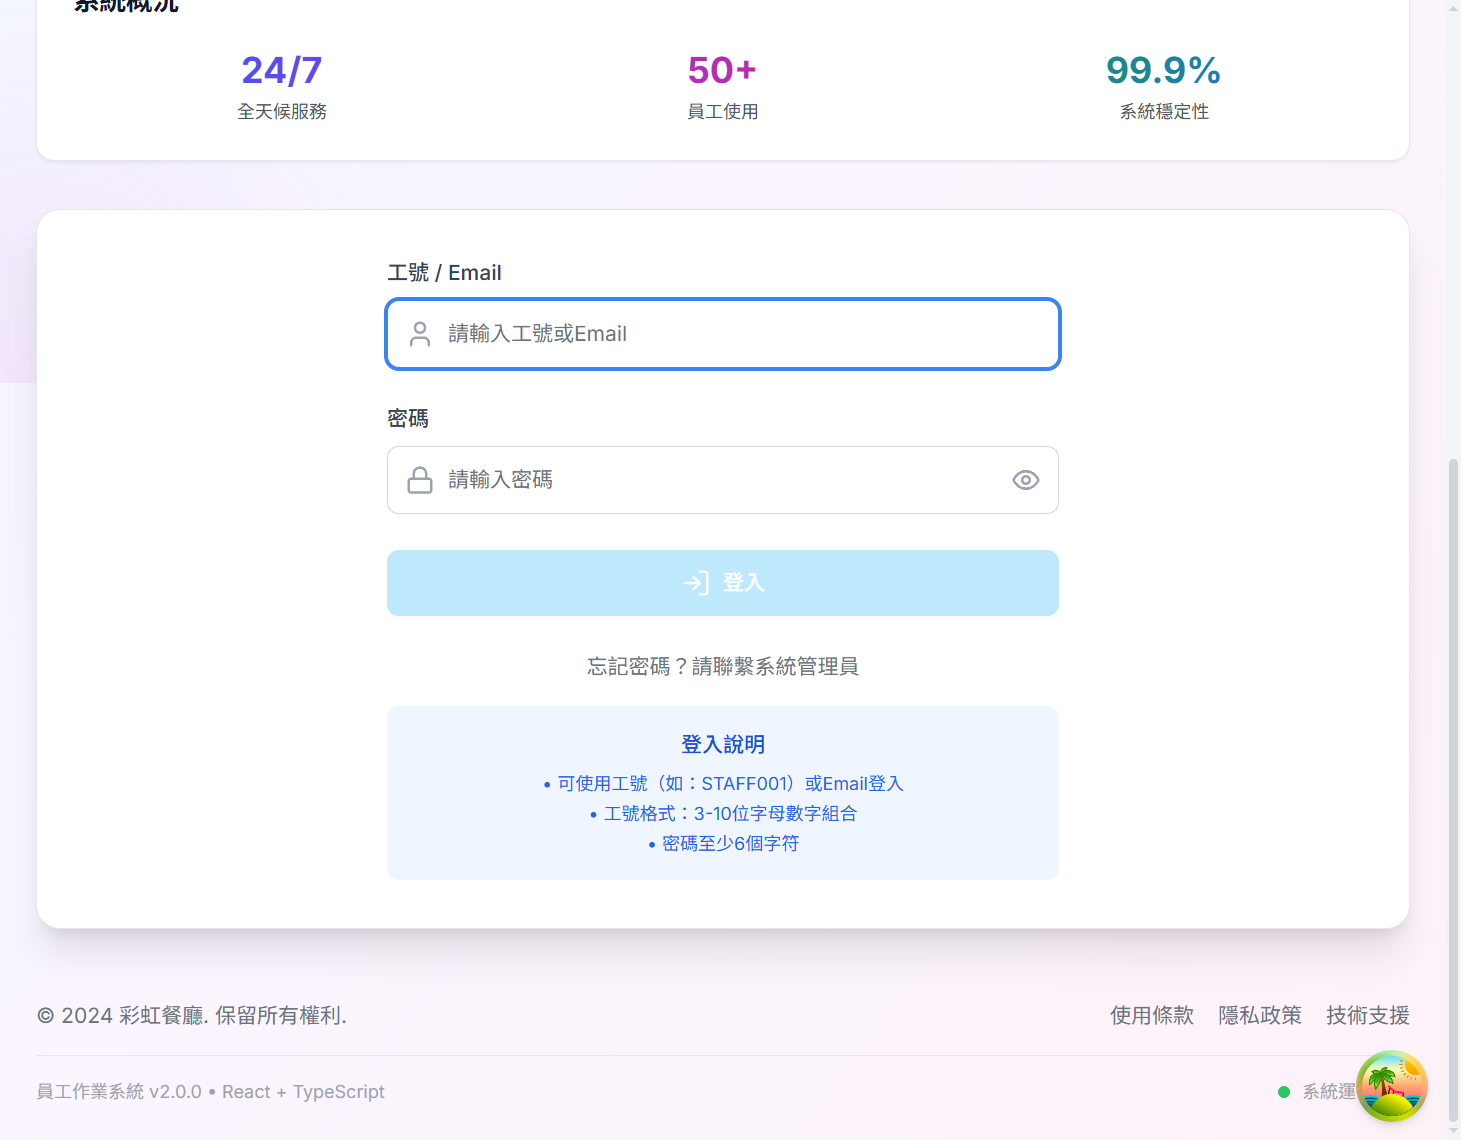 系統概況
24/7
全天候服務
50+
員工使用
99.9%
系統穩定性
工號 / Email
請輸入工號或Email
密碼
請輸入密碼
登入
忘記密碼？請聯繫系統管理員
登入說明
• 可使用工號（如：STAFF001）或Email登入
• 工號格式：3-10位字母數字組合
• 密碼至少6個字符
© 2024 彩虹餐廳. 保留所有權利.
使用條款 隱私政策 技術支援
員工作業系統 v2.0.0 • React + TypeScript
系統運